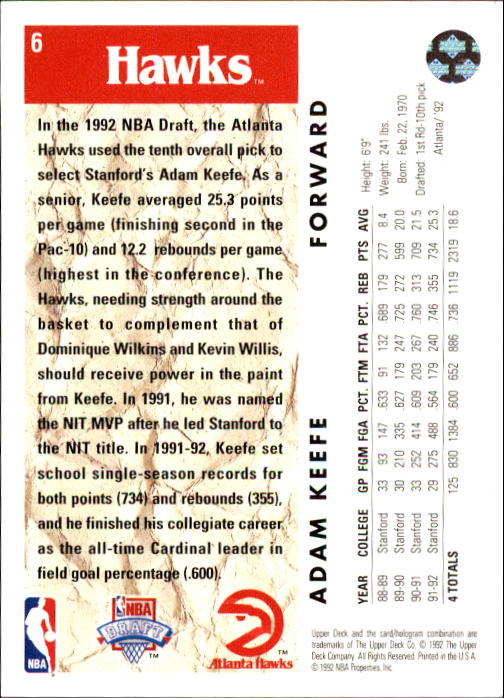 6
Hawks™
In the 1992 NBA Draft, the Atlanta
Hawks used the tenth overall pick to
select Stanford's Adam Keefe. As a
senior, Keefe averaged 25.3 points
per game (finishing second in the
Pac-10) and 12.2 rebounds per game
(highest in the conference). The
Hawks, needing strength around the
basket to complement that of
Dominique Wilkins and Kevin Willis,
should receive power in the paint
from Keefe. In 1991, he was named
the NIT MVP after he led Stanford to
the NIT title. In 1991-92, Keefe set
school single-season records for
both points (734) and rebounds (355),
and he finished his collegiate career
as the all-time Cardinal leader in
field goal percentage (.600).
NBA
NBA
DRAFT
Atlanta Hawks
ADAM KEEFE FORWARD
Height: 6'9"
Weight: 241 lbs.
Born: Feb. 22, 1970
Drafted: 1st Rd-10th pick
Atlanta/ '92
YEAR COLLEGE GP FGM FGA PCT. FTM FTA PCT. REB PTS AVG
88-89 Stanford 33 93 147 .633 91 132 .689 179 277 8.4
89-90 Stanford 30 210 335 .627 179 247 .725 272 599 20.0
90-91 Stanford 33 252 414 .609 203 267 .760 313 709 21.5
91-92 Stanford 29 275 488 .564 179 240 .746 355 734 25.3
4 TOTALS 125 830 1384 .600 652 886 .736 1119 2319 18.6
Upper Deck and the card/hologram combination are
trademarks of The Upper Deck Co. © 1992 The Upper
Deck Company. All Rights Reserved. Printed in the U.S.A.
© 1992 NBA Properties, Inc.